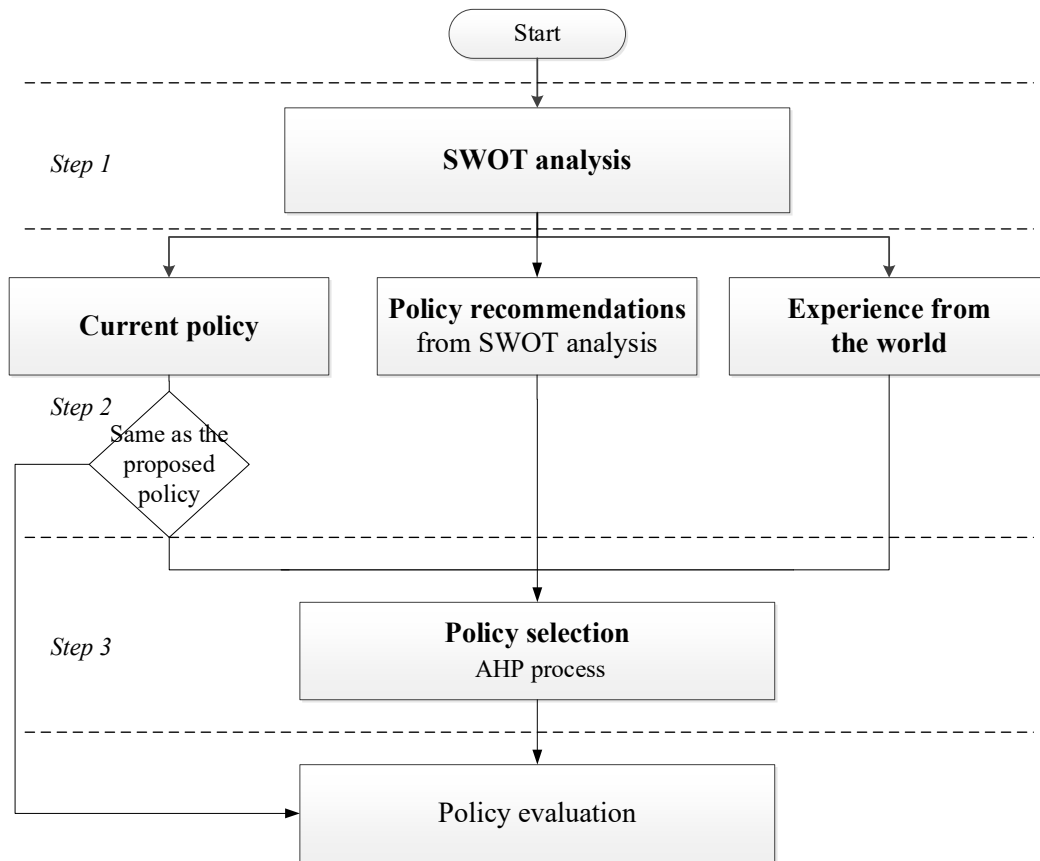 Start
Step 1
SWOT analysis
Current policy
Policy recommendations
from SWOT analysis
Experience from
the world
Step 2
Same as the
proposed
policy
Step 3
Policy selection
AHP process
Policy evaluation